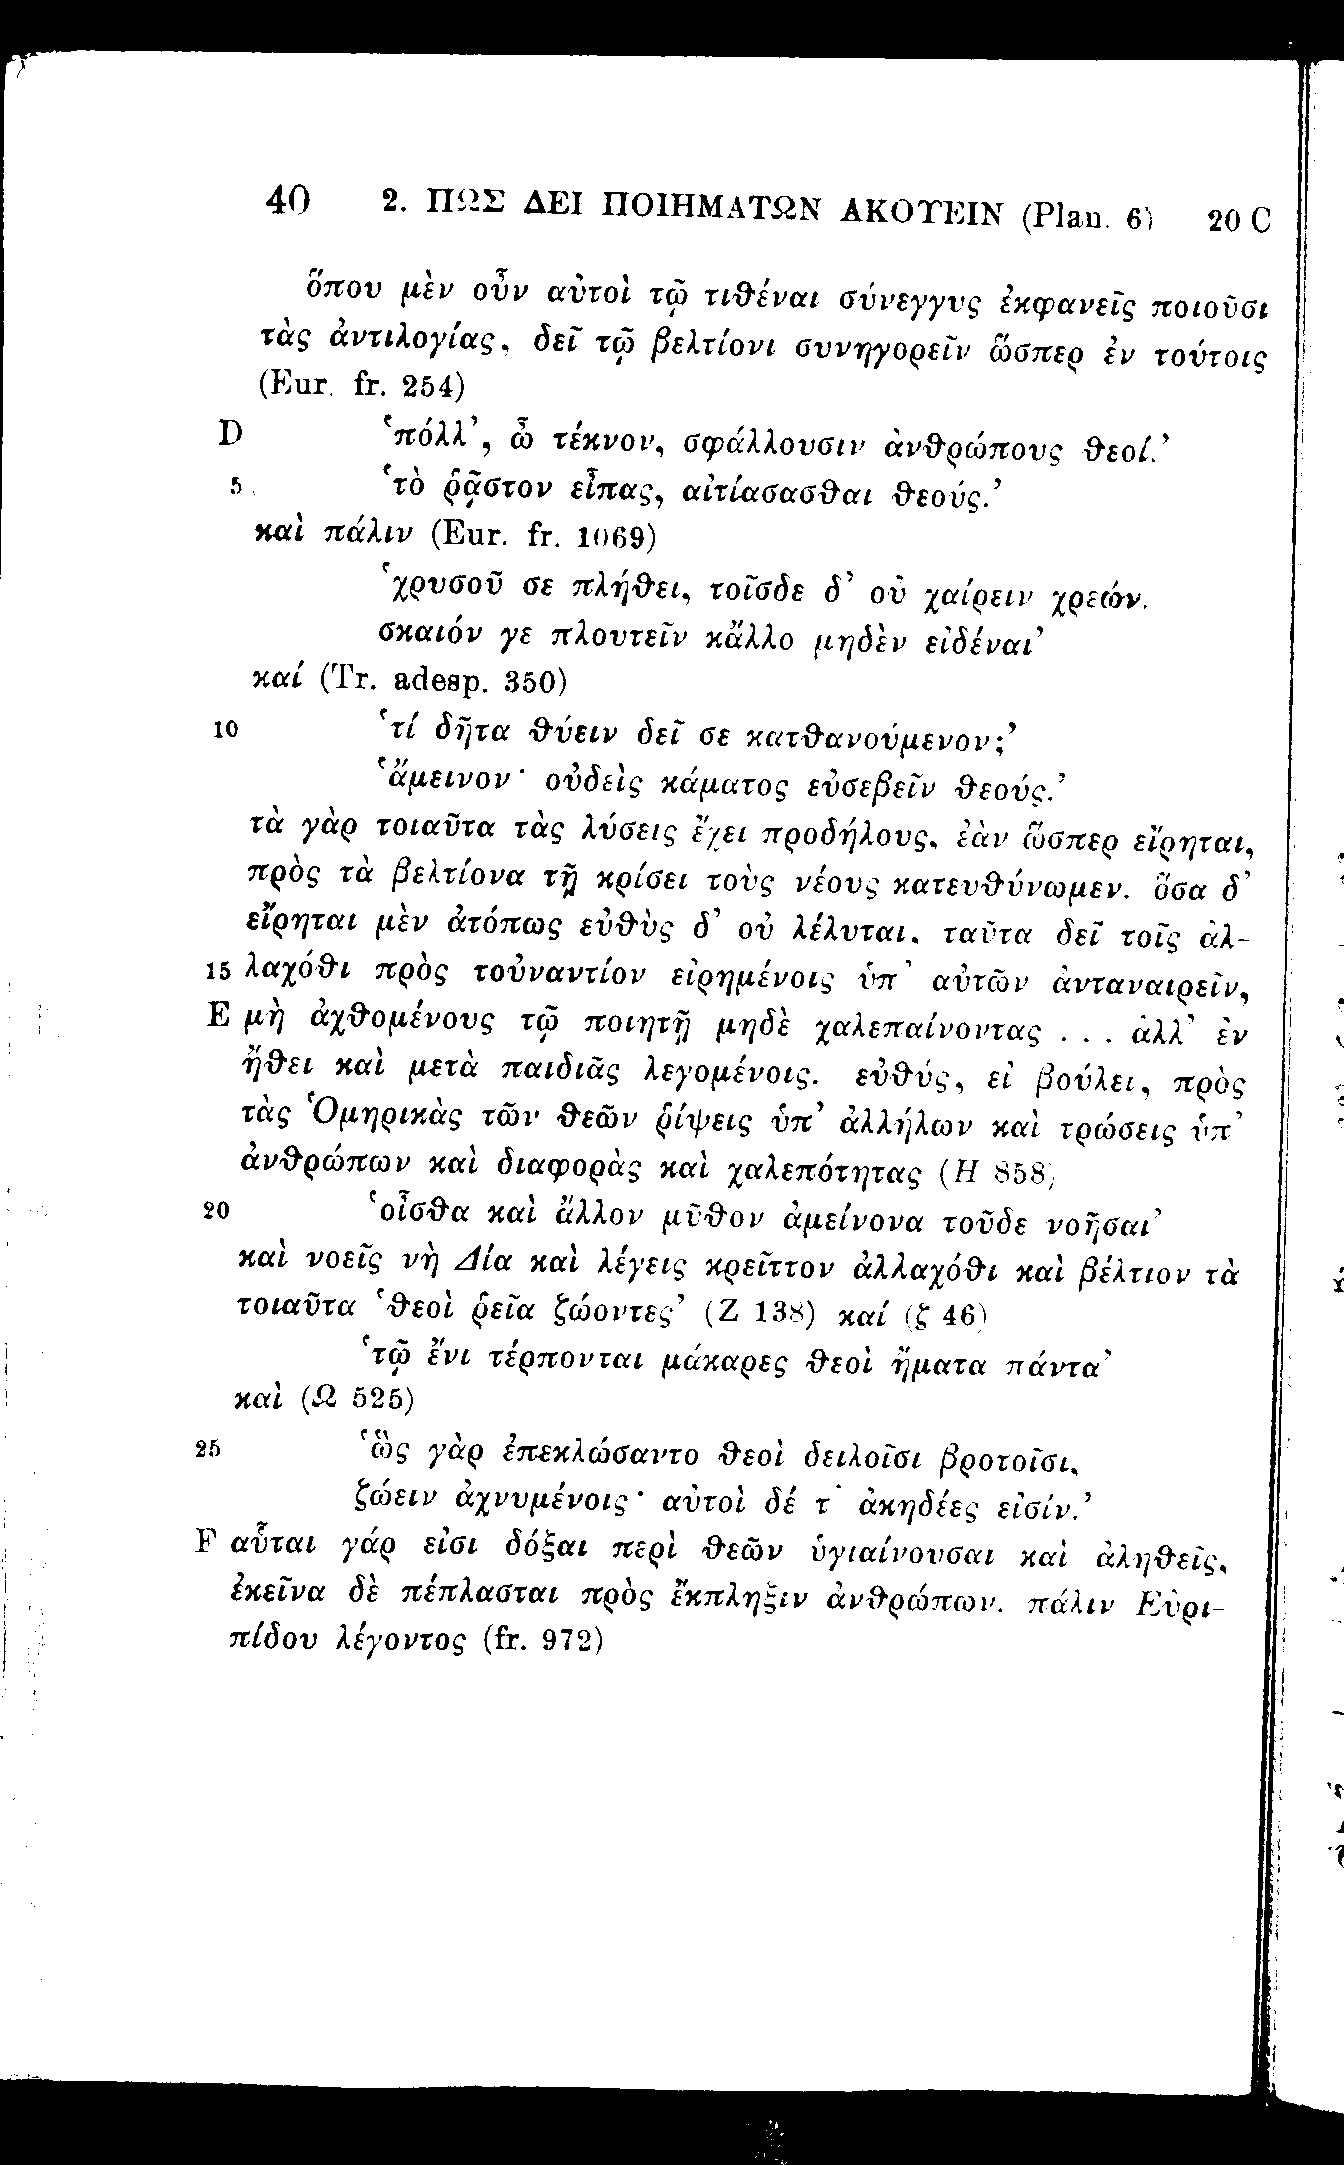 40 2. ΠΩΣ ΔΕΙ ΠΟΙΗΜΑΤΩΝ ΑΚΟΥΕΙΝ (Plan. 6) 20 C
ὅπου μὲν οὖν αὐτοὶ τῷ τιθέναι σύνεγγυς ἐκφανεῖς ποιοῦσι
τὰς ἀντιλογίας, δεῖ τῷ βελτίονι συνηγορεῖν ὥσπερ ἐν τούτοις
(Eur. fr. 254)
D ‘πόλλ’, ὦ τέκνον, σφάλλουσιν ἀνθρώπους θεοί.’
5 ‘τὸ ῥᾷστον εἶπας, αἰτιάσασθαι θεούς.’
καὶ πάλιν (Eur. fr. 1069)
‘χρυσοῦ σε πλήθει, τοῖσδε δ’ οὐ χαίρειν χρεών.
σκαιόν γε πλουτεῖν κἄλλο μηδὲν εἰδέναι’
καί (Tr. adesp. 350)
10 ‘τί δῆτα θύειν δεῖ σε κατθανούμενον;’
‘ἄμεινον· οὐδεὶς κάματος εὐσεβεῖν θεούς.’
τὰ γὰρ τοιαῦτα τὰς λύσεις ἔχει προδήλους, ἐὰν ὥσπερ εἴρηται,
πρὸς τὰ βελτίονα τῇ κρίσει τοὺς νέους κατευθύνωμεν. ὅσα δ’
εἴρηται μὲν ἀτόπως εὐθὺς δ’ οὐ λέλυται, ταῦτα δεῖ τοῖς ἀλ-
15 λαχόθι πρὸς τοὐναντίον εἰρημένοις ὑπ’ αὐτῶν ἀνταναιρεῖν,
E μὴ ἀχθομένους τῷ ποιητῇ μηδὲ χαλεπαίνοντας . . . ἀλλ’ ἐν
ἤθει καὶ μετὰ παιδιᾶς λεγομένοις. εὐθύς, εἰ βούλει, πρὸς
τὰς Ὁμηρικὰς τῶν θεῶν ῥίψεις ὑπ’ ἀλλήλων καὶ τρώσεις ὑπ’
ἀνθρώπων καὶ διαφορὰς καὶ χαλεπότητας (Η 358)
20 ‘οἶσθα καὶ ἄλλον μῦθον ἀμείνονα τοῦδε νοῆσαι’
καὶ νοεῖς νὴ Δία καὶ λέγεις κρεῖττον ἀλλαχόθι καὶ βέλτιον τὰ
τοιαῦτα ‘θεοὶ ῥεῖα ζώοντες’ (Ζ 138) καί (ζ 46)
‘τῷ ἔνι τέρπονται μάκαρες θεοὶ ἤματα πάντα’
καὶ (Ω 525)
25 ‘ὣς γὰρ ἐπεκλώσαντο θεοὶ δειλοῖσι βροτοῖσι,
ζώειν ἀχνυμένοις· αὐτοὶ δέ τ’ ἀκηδέες εἰσίν.’
F αὗται γάρ εἰσι δόξαι περὶ θεῶν ὑγιαίνουσαι καὶ ἀληθεῖς,
ἐκεῖνα δὲ πέπλασται πρὸς ἔκπληξιν ἀνθρώπων. πάλιν Εὐρι-
πίδου λέγοντος (fr. 972)